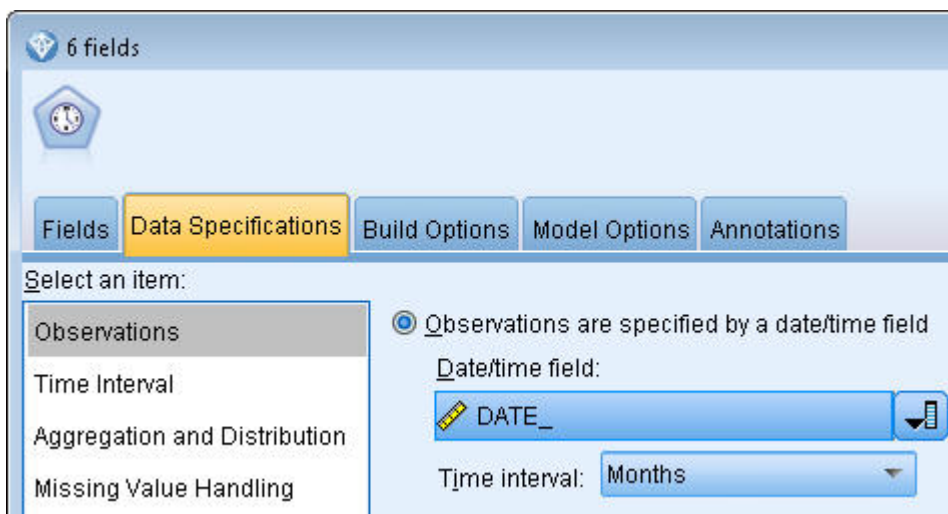 6 fields
Fields Data Specifications Build Options Model Options Annotations
Select an item:
Observations
Time Interval
Aggregation and Distribution
Missing Value Handling
Observations are specified by a date/time field
Date/time field:
DATE_
Time interval: Months